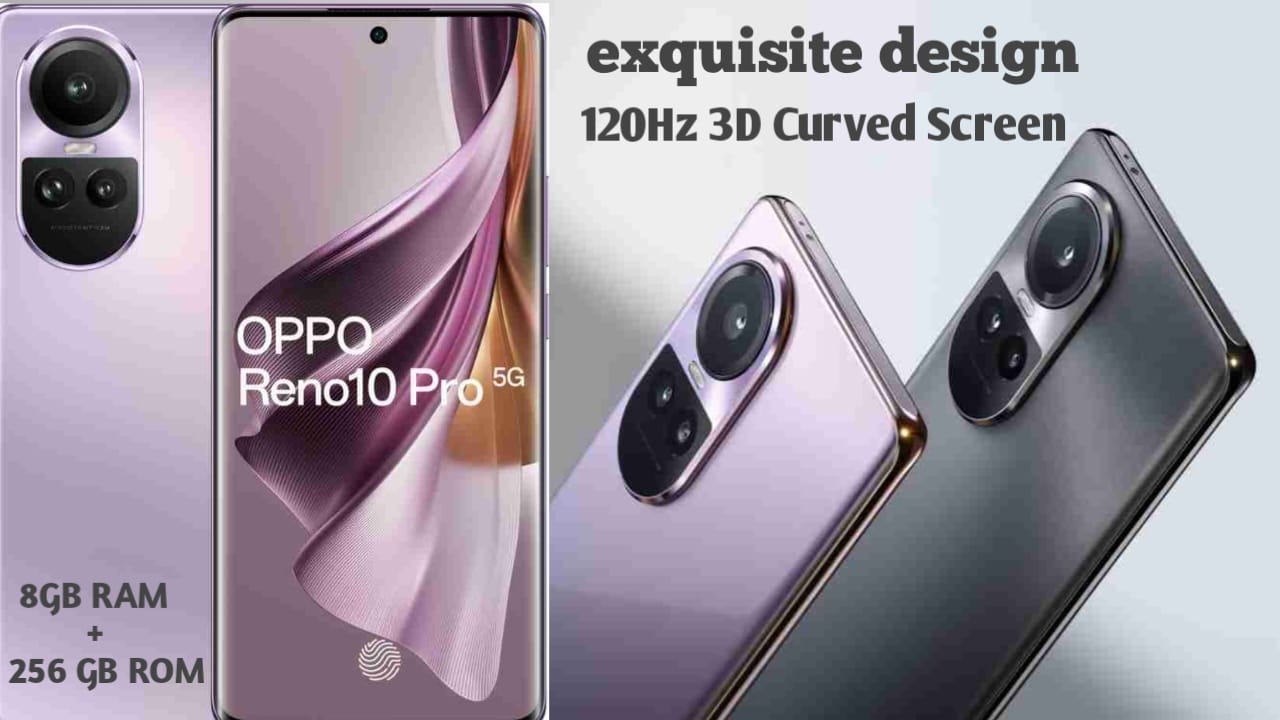 exquisite design
120Hz 3D Curved Screen
OPPO
Reno10 Pro 5G
8GB RAM
+
256 GB ROM